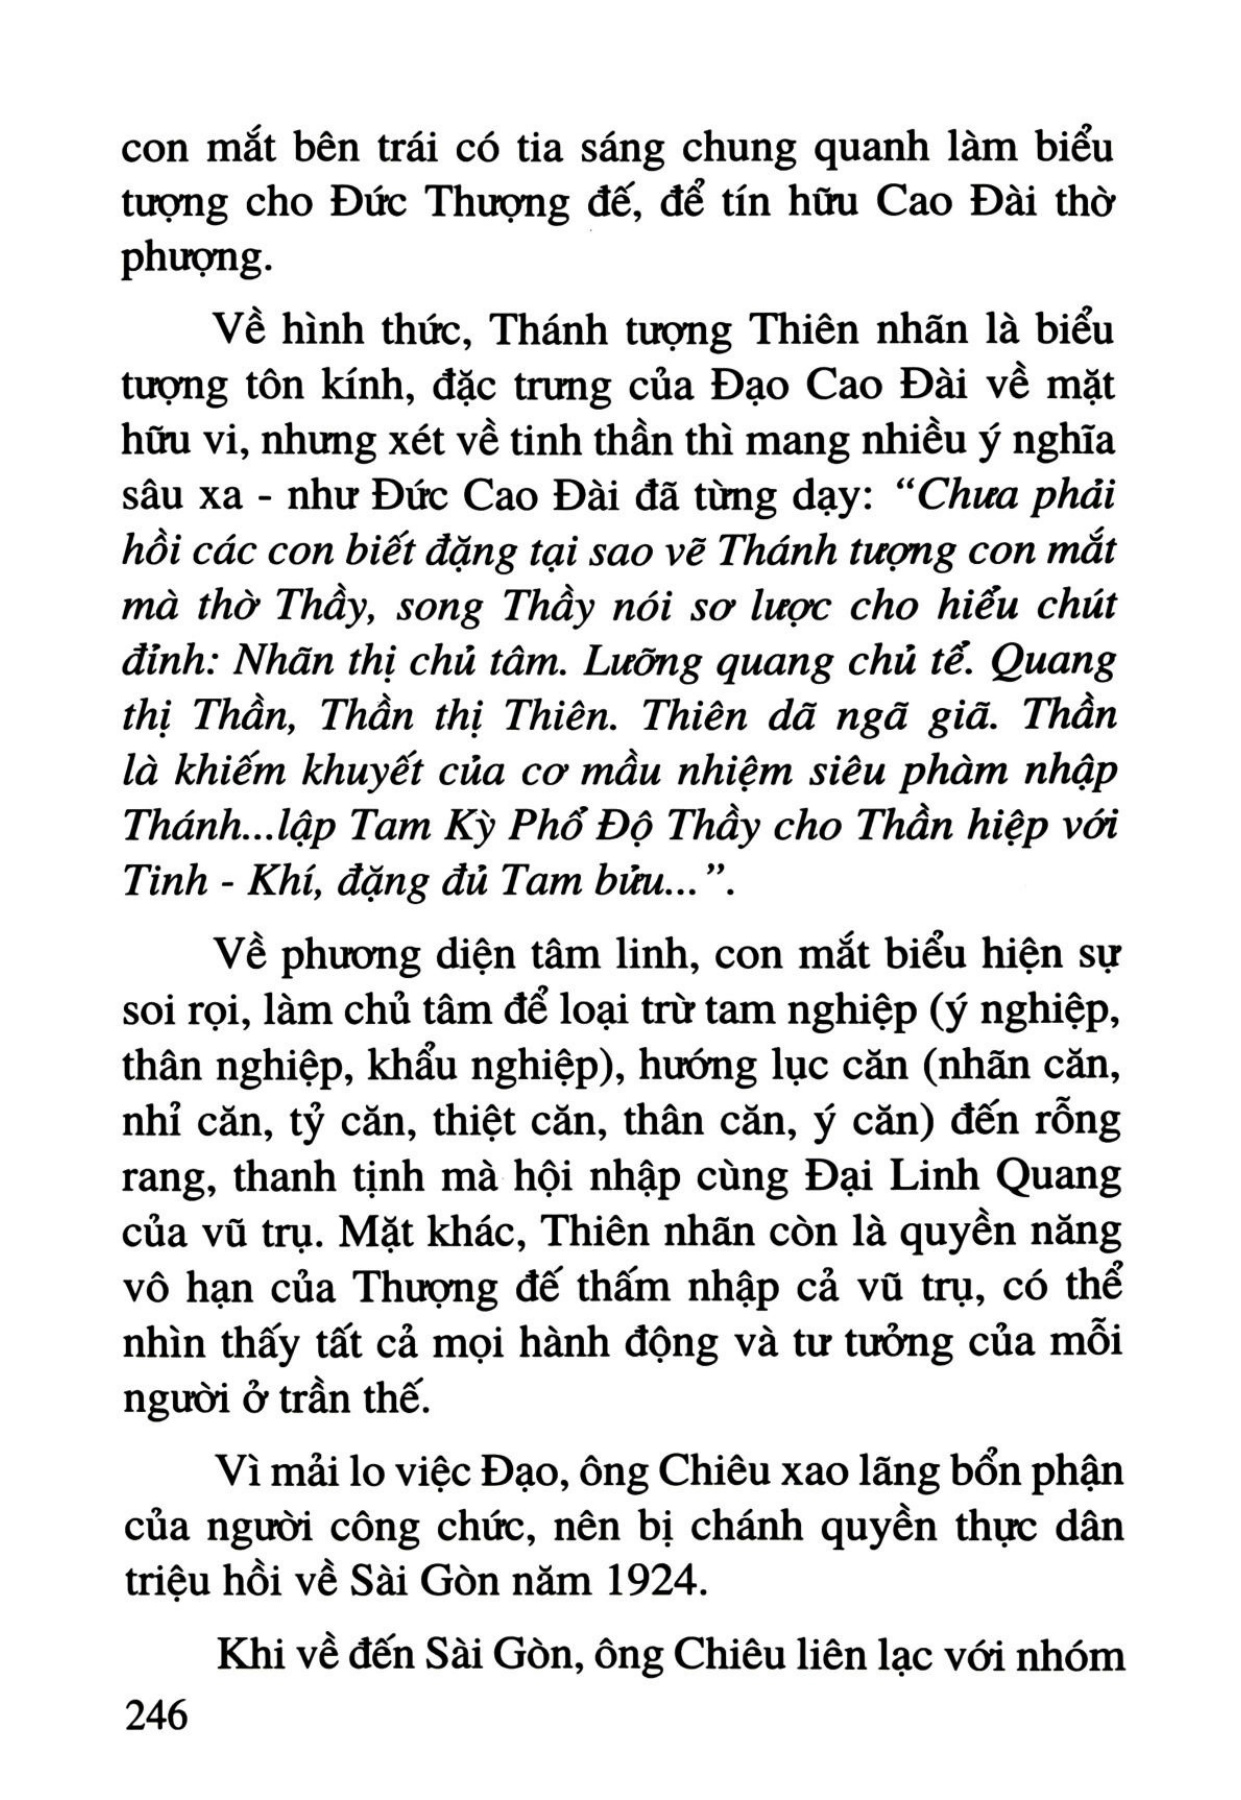 con mắt bên trái có tia sáng chung quanh làm biểu
tượng cho Đức Thượng đế, để tín hữu Cao Đài thờ
phượng.
Về hình thức, Thánh tượng Thiên nhãn là biểu
tượng tôn kính, đặc trưng của Đạo Cao Đài về mặt
hữu vi, nhưng xét về tinh thần thì mang nhiều ý nghĩa
sâu xa - như Đức Cao Đài đã từng dạy: “Chưa phải
hồi các con biết đặng tại sao vẽ Thánh tượng con mắt
mà thờ Thầy, song Thầy nói sơ lược cho hiểu chút
đỉnh: Nhãn thị chủ tâm. Lưỡng quang chủ tể. Quang
thị Thần, Thần thị Thiên. Thiên dã ngã giã. Thần
là khiếm khuyết của cơ mầu nhiệm siêu phàm nhập
Thánh...lập Tam Kỳ Phổ Độ Thầy cho Thần hiệp với
Tinh - Khí, đặng đủ Tam bửu...”.
Về phương diện tâm linh, con mắt biểu hiện sự
soi rọi, làm chủ tâm để loại trừ tam nghiệp (ý nghiệp,
thân nghiệp, khẩu nghiệp), hướng lục căn (nhãn căn,
nhỉ căn, tỷ căn, thiệt căn, thân căn, ý căn) đến rỗng
rang, thanh tịnh mà hội nhập cùng Đại Linh Quang
của vũ trụ. Mặt khác, Thiên nhãn còn là quyền năng
vô hạn của Thượng đế thấm nhập cả vũ trụ, có thể
nhìn thấy tất cả mọi hành động và tư tưởng của mỗi
người ở trần thế.
Vì mải lo việc Đạo, ông Chiêu xao lãng bổn phận
của người công chức, nên bị chánh quyền thực dân
triệu hồi về Sài Gòn năm 1924.
Khi về đến Sài Gòn, ông Chiêu liên lạc với nhóm
246